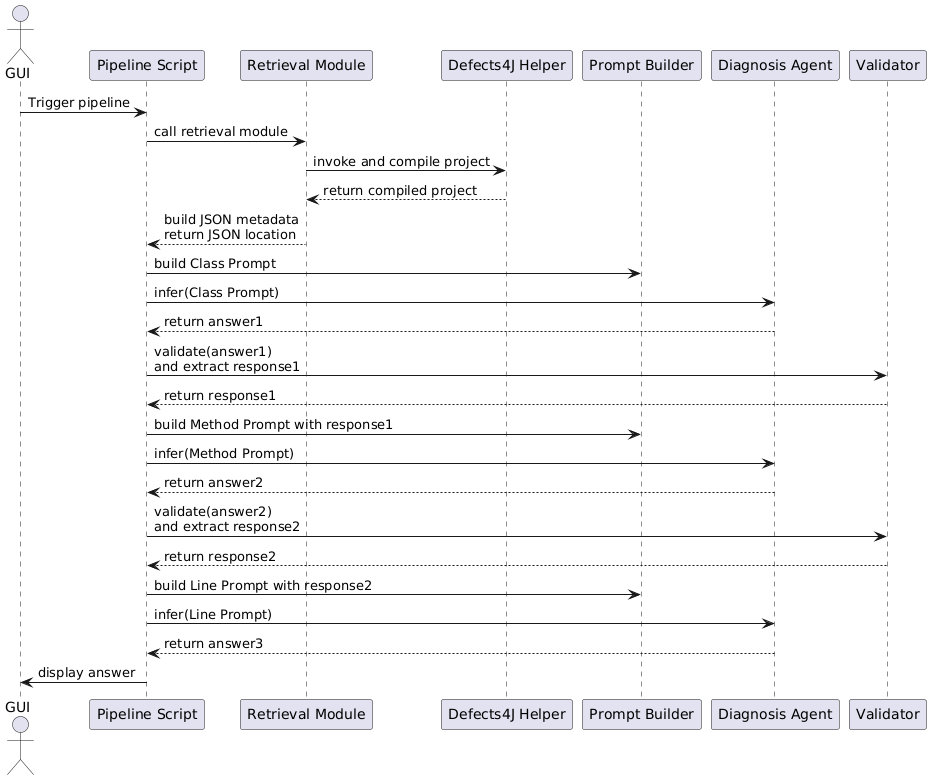 GUI
Pipeline Script
Retrieval Module
Defects4J Helper
Prompt Builder
Diagnosis Agent
Validator
Trigger pipeline
call retrieval module
invoke and compile project
return compiled project
build JSON metadata
return JSON location
build Class Prompt
infer(Class Prompt)
return answer1
validate(answer1)
and extract response1
return response1
build Method Prompt with response1
infer(Method Prompt)
return answer2
validate(answer2)
and extract response2
return response2
build Line Prompt with response2
infer(Line Prompt)
return answer3
display answer
GUI
Pipeline Script
Retrieval Module
Defects4J Helper
Prompt Builder
Diagnosis Agent
Validator